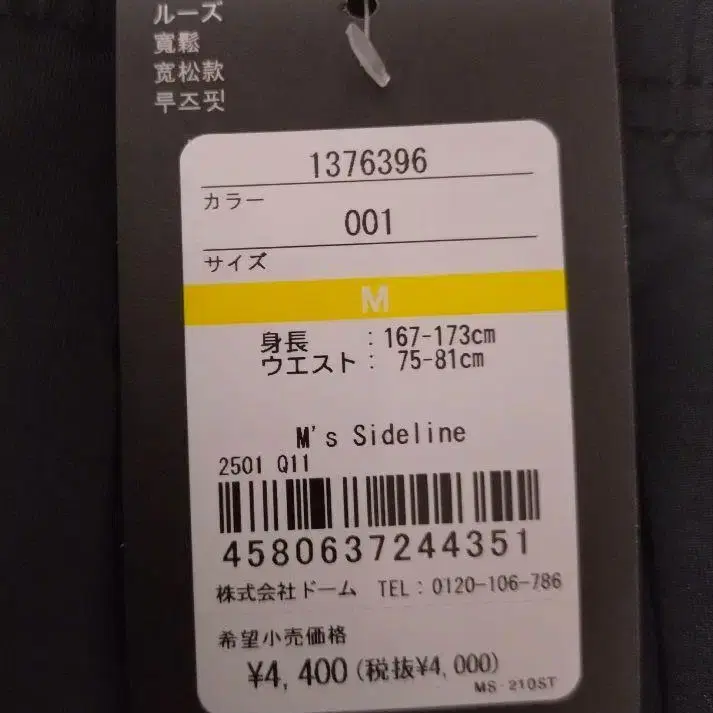 ルーズ
寬鬆
宽松款
루즈핏
1376396
カラー
001
サイズ
M
身長 : 167-173cm
ウエスト : 75-81cm
M's Sideline
2501 Q11
4580637244351
株式会社ドーム TEL : 0120-106-786
希望小売価格
¥4,400 (税抜¥4,000)
MS-210ST